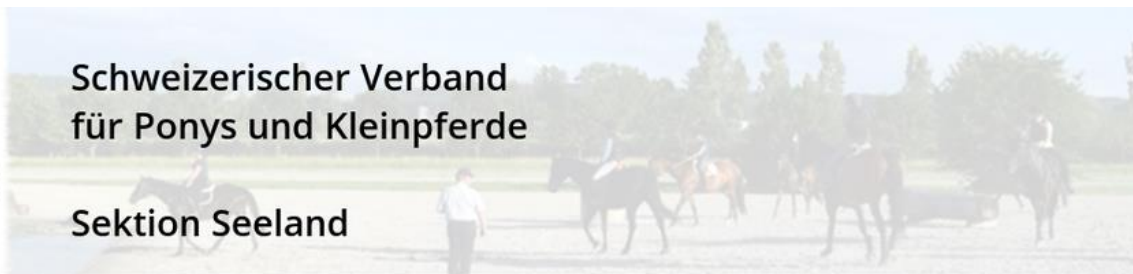 Schweizerischer Verband
für Ponys und Kleinpferde
Sektion Seeland